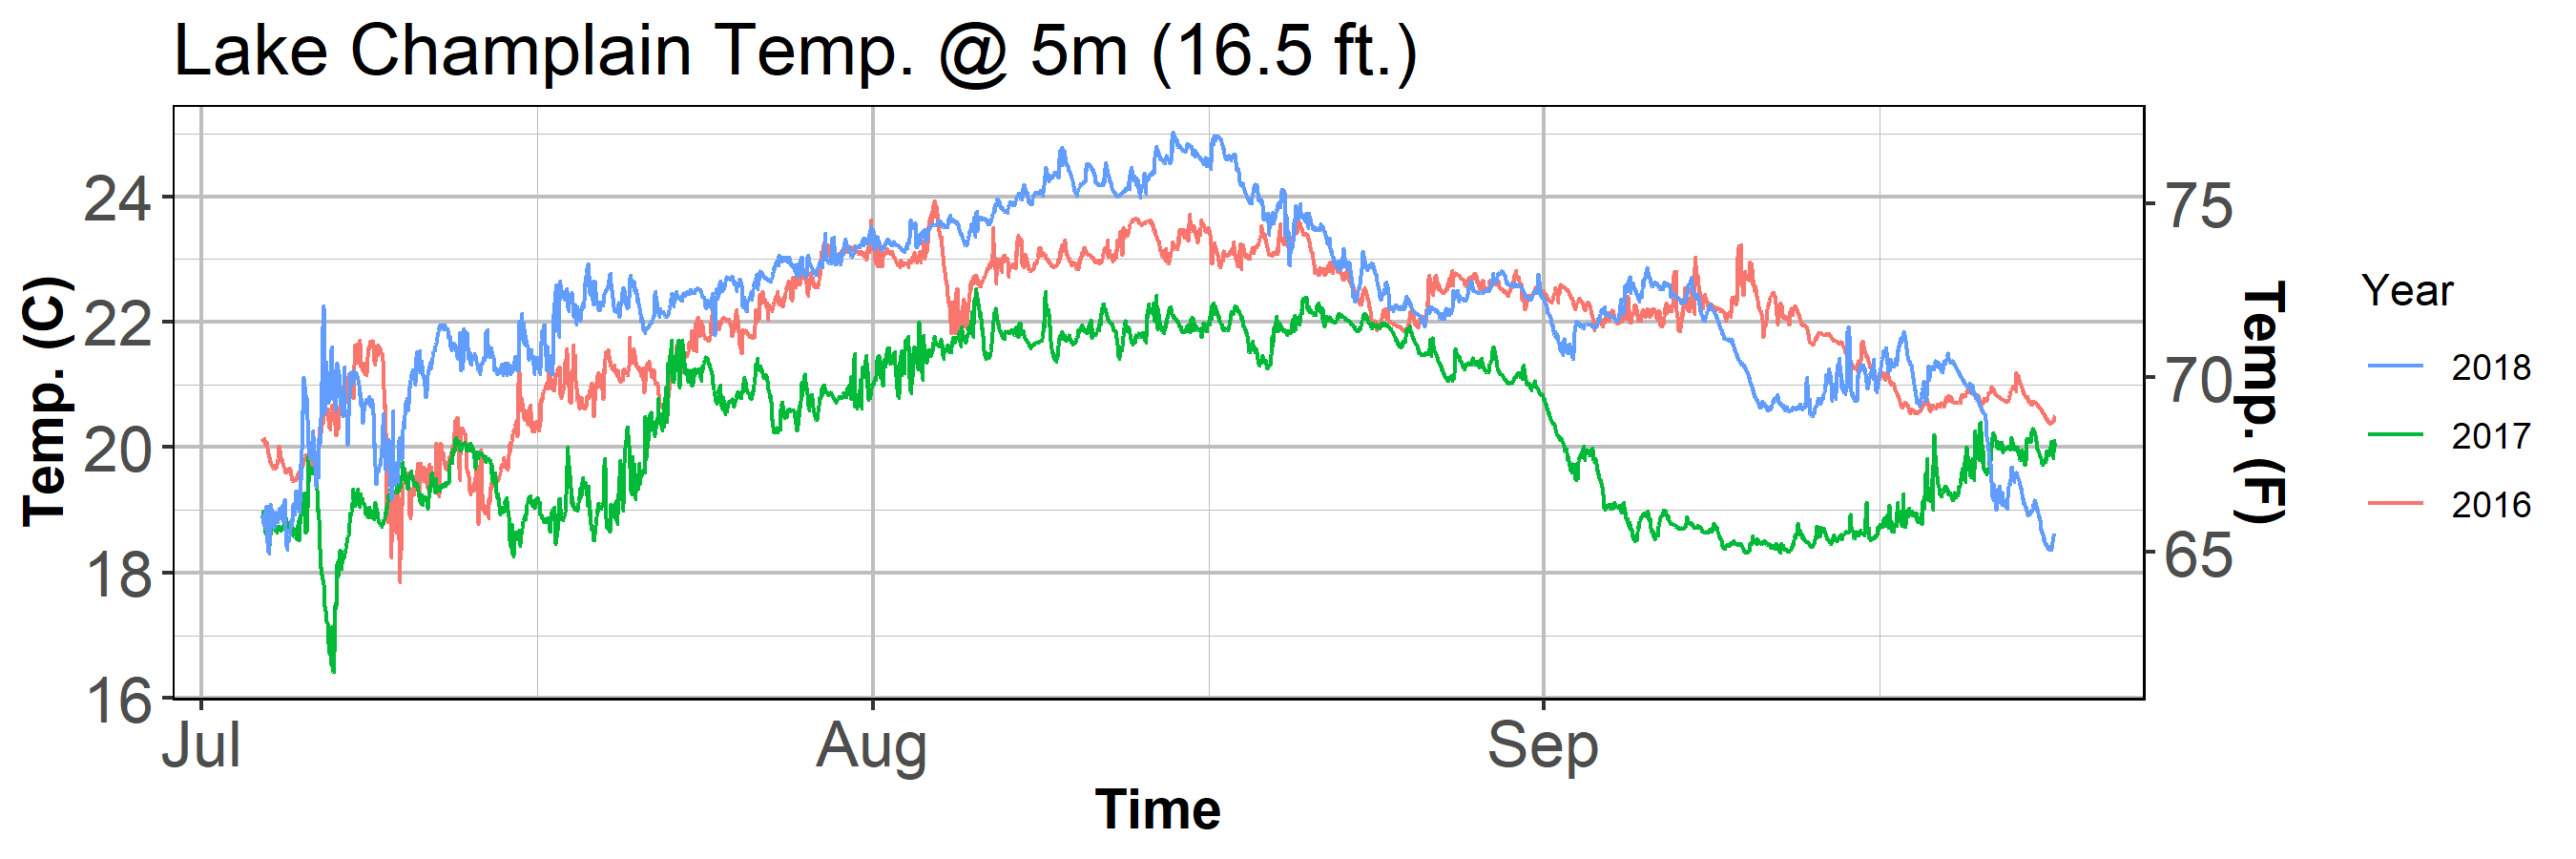 Lake Champlain Temp. @ 5m (16.5 ft.)
Temp. (C)
24
22
20
18
16
Jul
Aug
Sep
Time
75
70
65
Temp. (F)
Year
2018
2017
2016